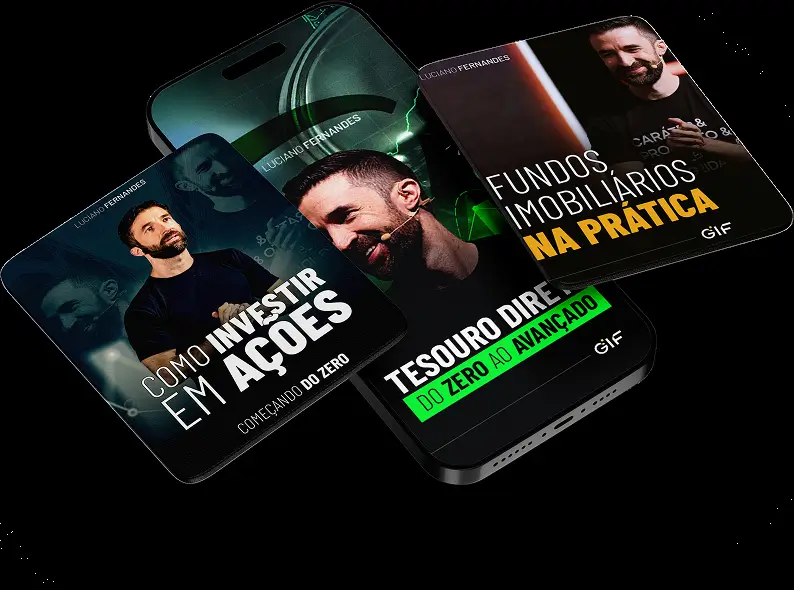 LUCIANO FERNANDES
COMO INVESTIR
EM AÇÕES
COMEÇANDO DO ZERO
LUCIANO FERNANDES
TESOURO
DO ZERO AO AVANÇADO
GIF
LUCIANO FERNANDES
FUNDOS
IMOBILIÁRIOS
NA PRÁTICA
GIF